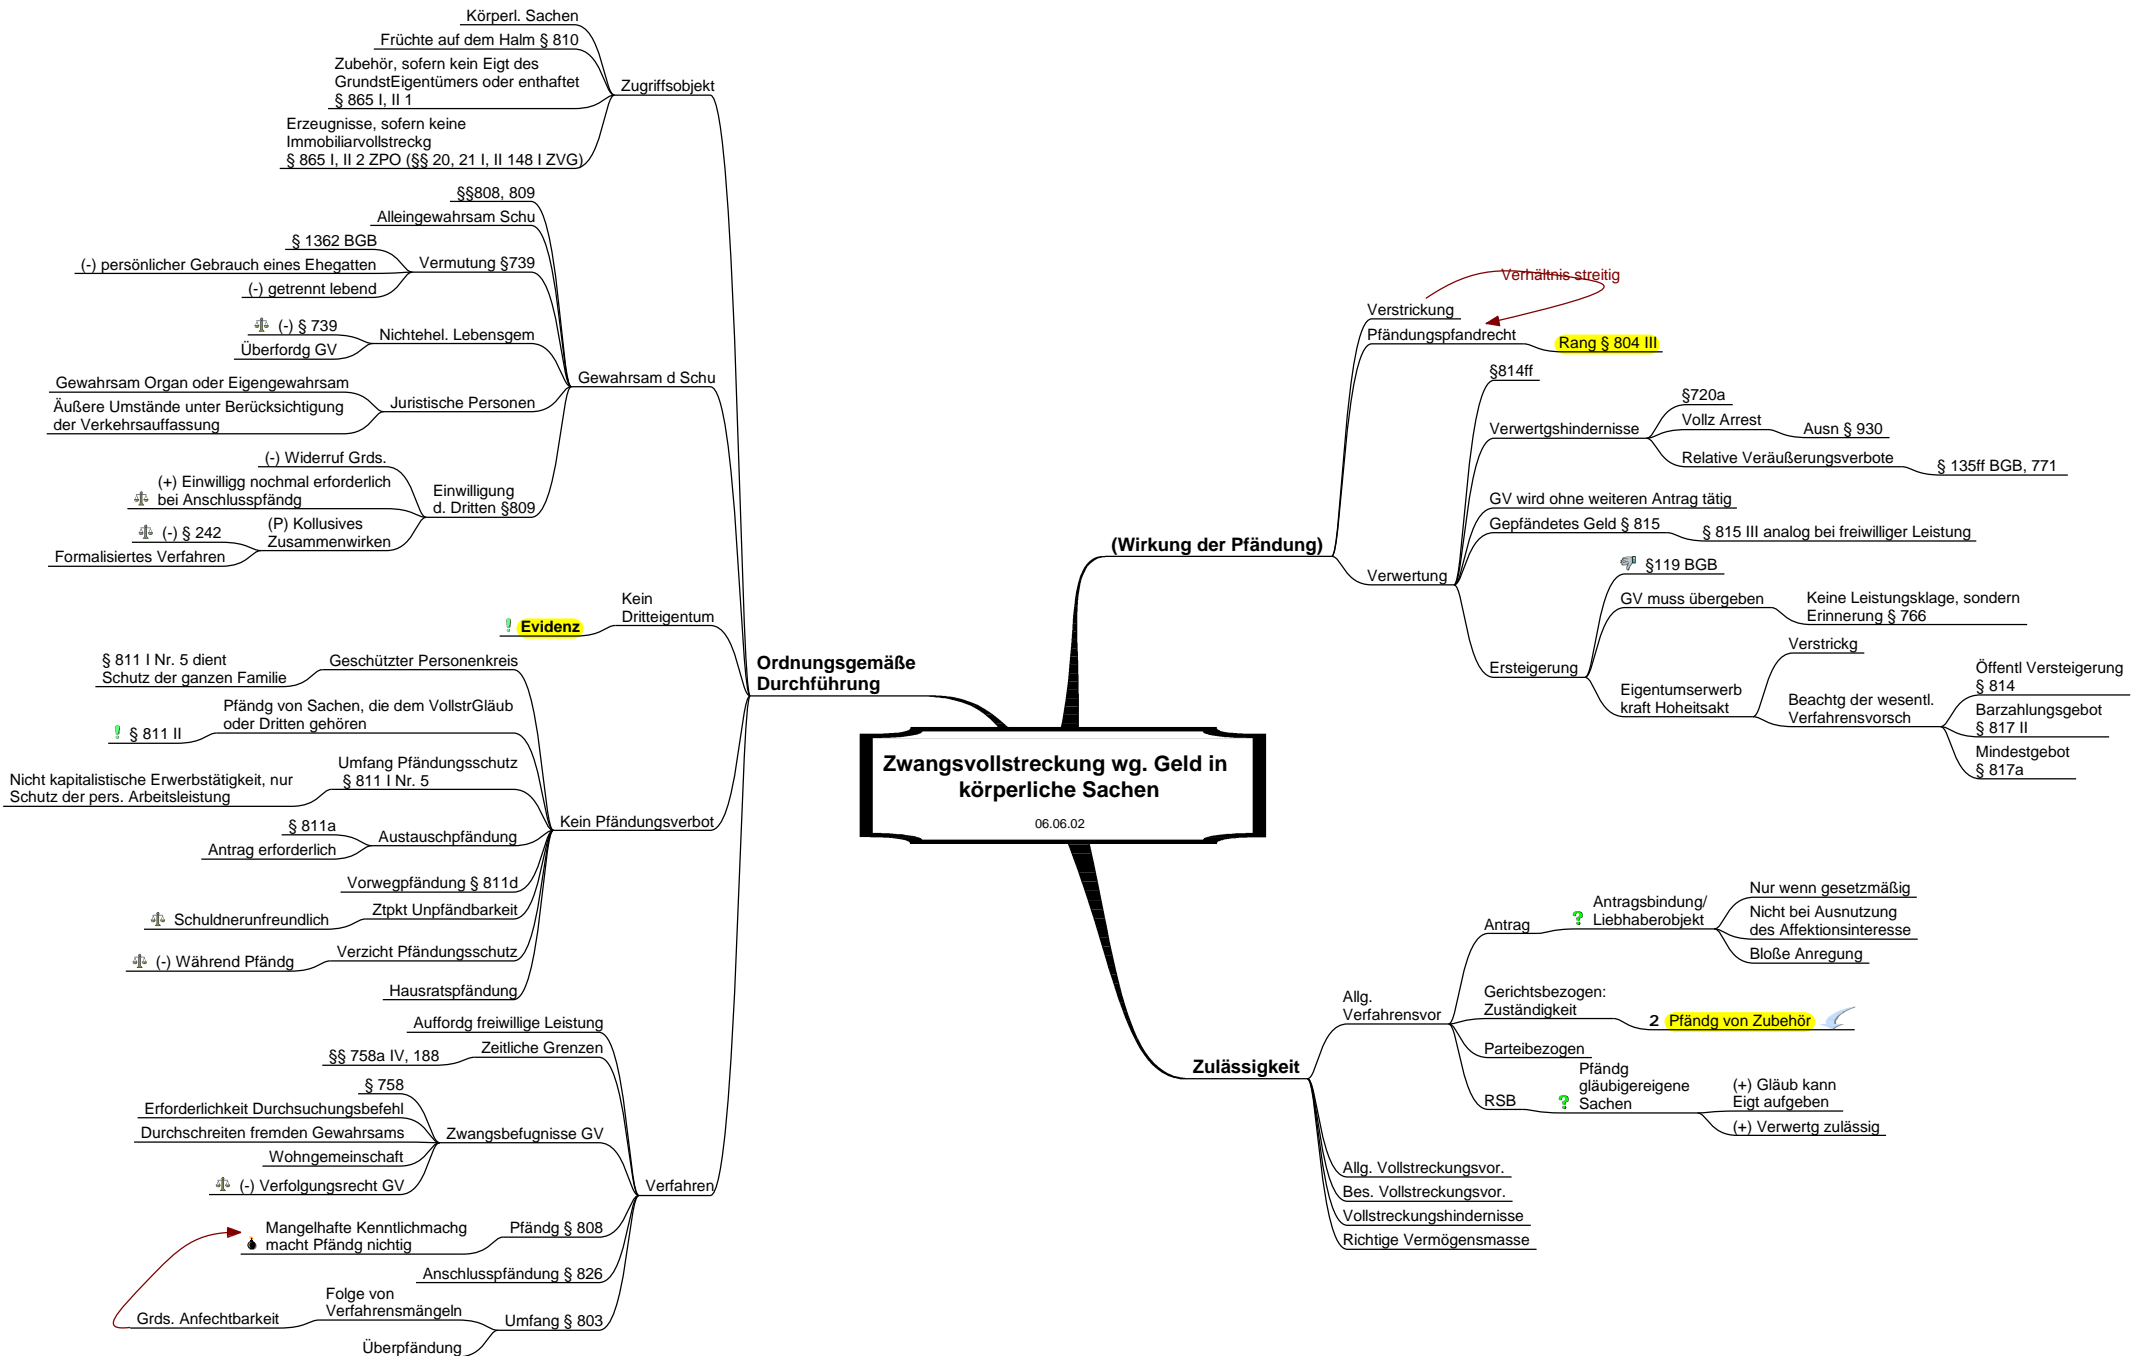 Körperl. Sachen
Früchte auf dem Halm § 810
Zubehör, sofern kein Eigt des
GrundstEigentümers oder enthaftet
§ 865 I, II 1
Erzeugnisse, sofern keine
Immobiliarvollstreckg
§ 865 I, II 2 ZPO (§§ 20, 21 I, II 148 I ZVG)
Zugriffsobjekt
§§808, 809
Alleingewahrsam Schu
§ 1362 BGB
(-) persönlicher Gebrauch eines Ehegatten
(-) getrennt lebend
Vermutung §739
(-) § 739
Überfordg GV
Nichtehel. Lebensgem
Gewahrsam Organ oder Eigengewahrsam
Äußere Umstände unter Berücksichtigung
der Verkehrsauffassung
Juristische Personen
(-) Widerruf Grds.
(+) Einwilligg nochmal erforderlich
bei Anschlusspfändg
(-) § 242
Formalisiertes Verfahren
(P) Kollusives
Zusammenwirken
Einwilligung
d. Dritten §809
Gewahrsam d Schu
Evidenz
Kein
Dritteigentum
§ 811 I Nr. 5 dient
Schutz der ganzen Familie
Geschützter Personenkreis
§ 811 II
Pfändg von Sachen, die dem VollstrGläub
oder Dritten gehören
Nicht kapitalistische Erwerbstätigkeit, nur
Schutz der pers. Arbeitsleistung
Umfang Pfändungsschutz
§ 811 I Nr. 5
§ 811a
Antrag erforderlich
Austauschpfändung
Vorwegpfändung § 811d
Schuldnerunfreundlich
Ztpkt Unpfändbarkeit
(-) Während Pfändg
Verzicht Pfändungsschutz
Hausratspfändung
Kein Pfändungsverbot
Auffordg freiwillige Leistung
§§ 758a IV, 188
Zeitliche Grenzen
§ 758
Erforderlichkeit Durchsuchungsbefehl
Durchschreiten fremden Gewahrsams
Wohngemeinschaft
(-) Verfolgungsrecht GV
Zwangsbefugnisse GV
Mangelhafte Kenntlichmachg
macht Pfändg nichtig
Pfändg § 808
Anschlusspfändung § 826
Grds. Anfechtbarkeit
Folge von
Verfahrensmängeln
Überpfändung
Umfang § 803
Verfahren
Ordnungsgemäße
Durchführung
Zwangsvollstreckung wg. Geld in
körperliche Sachen
06.06.02
(Wirkung der Pfändung)
Verhältnis streitig
Verstrickung
Pfändungspfandrecht
Rang § 804 III
Verwertung
§814ff
Verwertgshindernisse
§720a
Vollz Arrest
Ausn § 930
Relative Veräußerungsverbote
§ 135ff BGB, 771
GV wird ohne weiteren Antrag tätig
Gepfändetes Geld § 815
§ 815 III analog bei freiwilliger Leistung
Ersteigerung
§119 BGB
GV muss übergeben
Keine Leistungsklage, sondern
Erinnerung § 766
Eigentumserwerb
kraft Hoheitsakt
Verstrickg
Beachtg der wesentl.
Verfahrensvorsch
Öffentl Versteigerung
§ 814
Barzahlungsgebot
§ 817 II
Mindestgebot
§ 817a
Zulässigkeit
Allg.
Verfahrensvor
Antrag
? Antragsbindung/
Liebhaberobjekt
Nur wenn gesetzmäßig
Nicht bei Ausnutzung
des Affektionsinteresse
Bloße Anregung
Gerichtsbezogen:
Zuständigkeit
2 Pfändg von Zubehör
Parteibezogen
RSB
? Pfändg
gläubigereigene
Sachen
(+) Gläub kann
Eigt aufgeben
(+) Verwertg zulässig
Allg. Vollstreckungsvor.
Bes. Vollstreckungsvor.
Vollstreckungshindernisse
Richtige Vermögensmasse